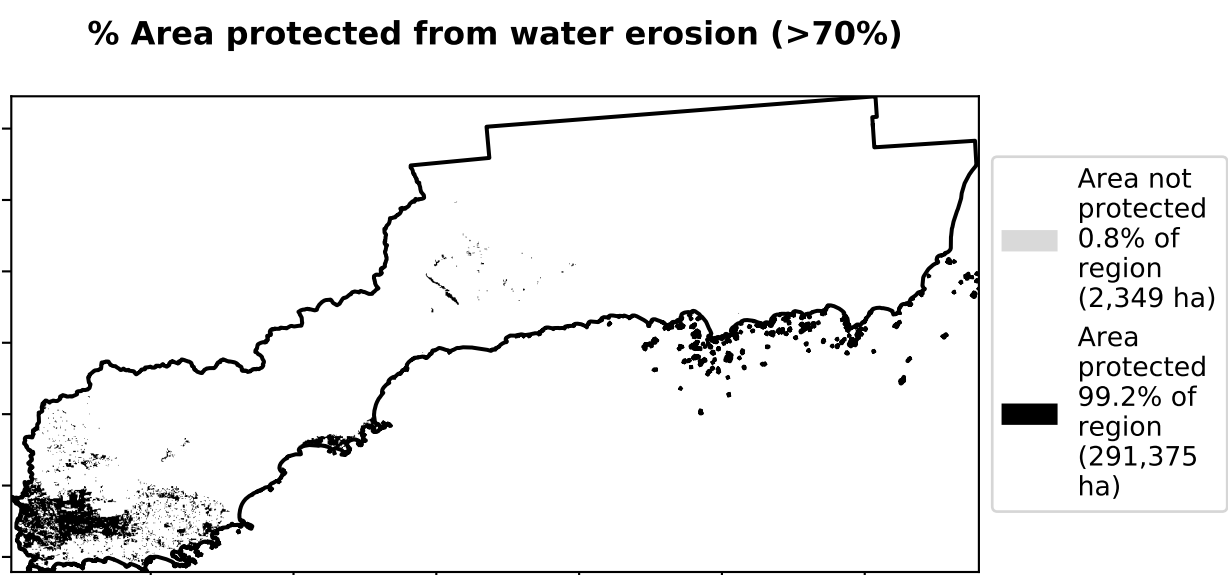 % Area protected from water erosion (>70%)
Area not
protected
0.8% of
region
(2,349 ha)
Area
protected
99.2% of
region
(291,375
ha)